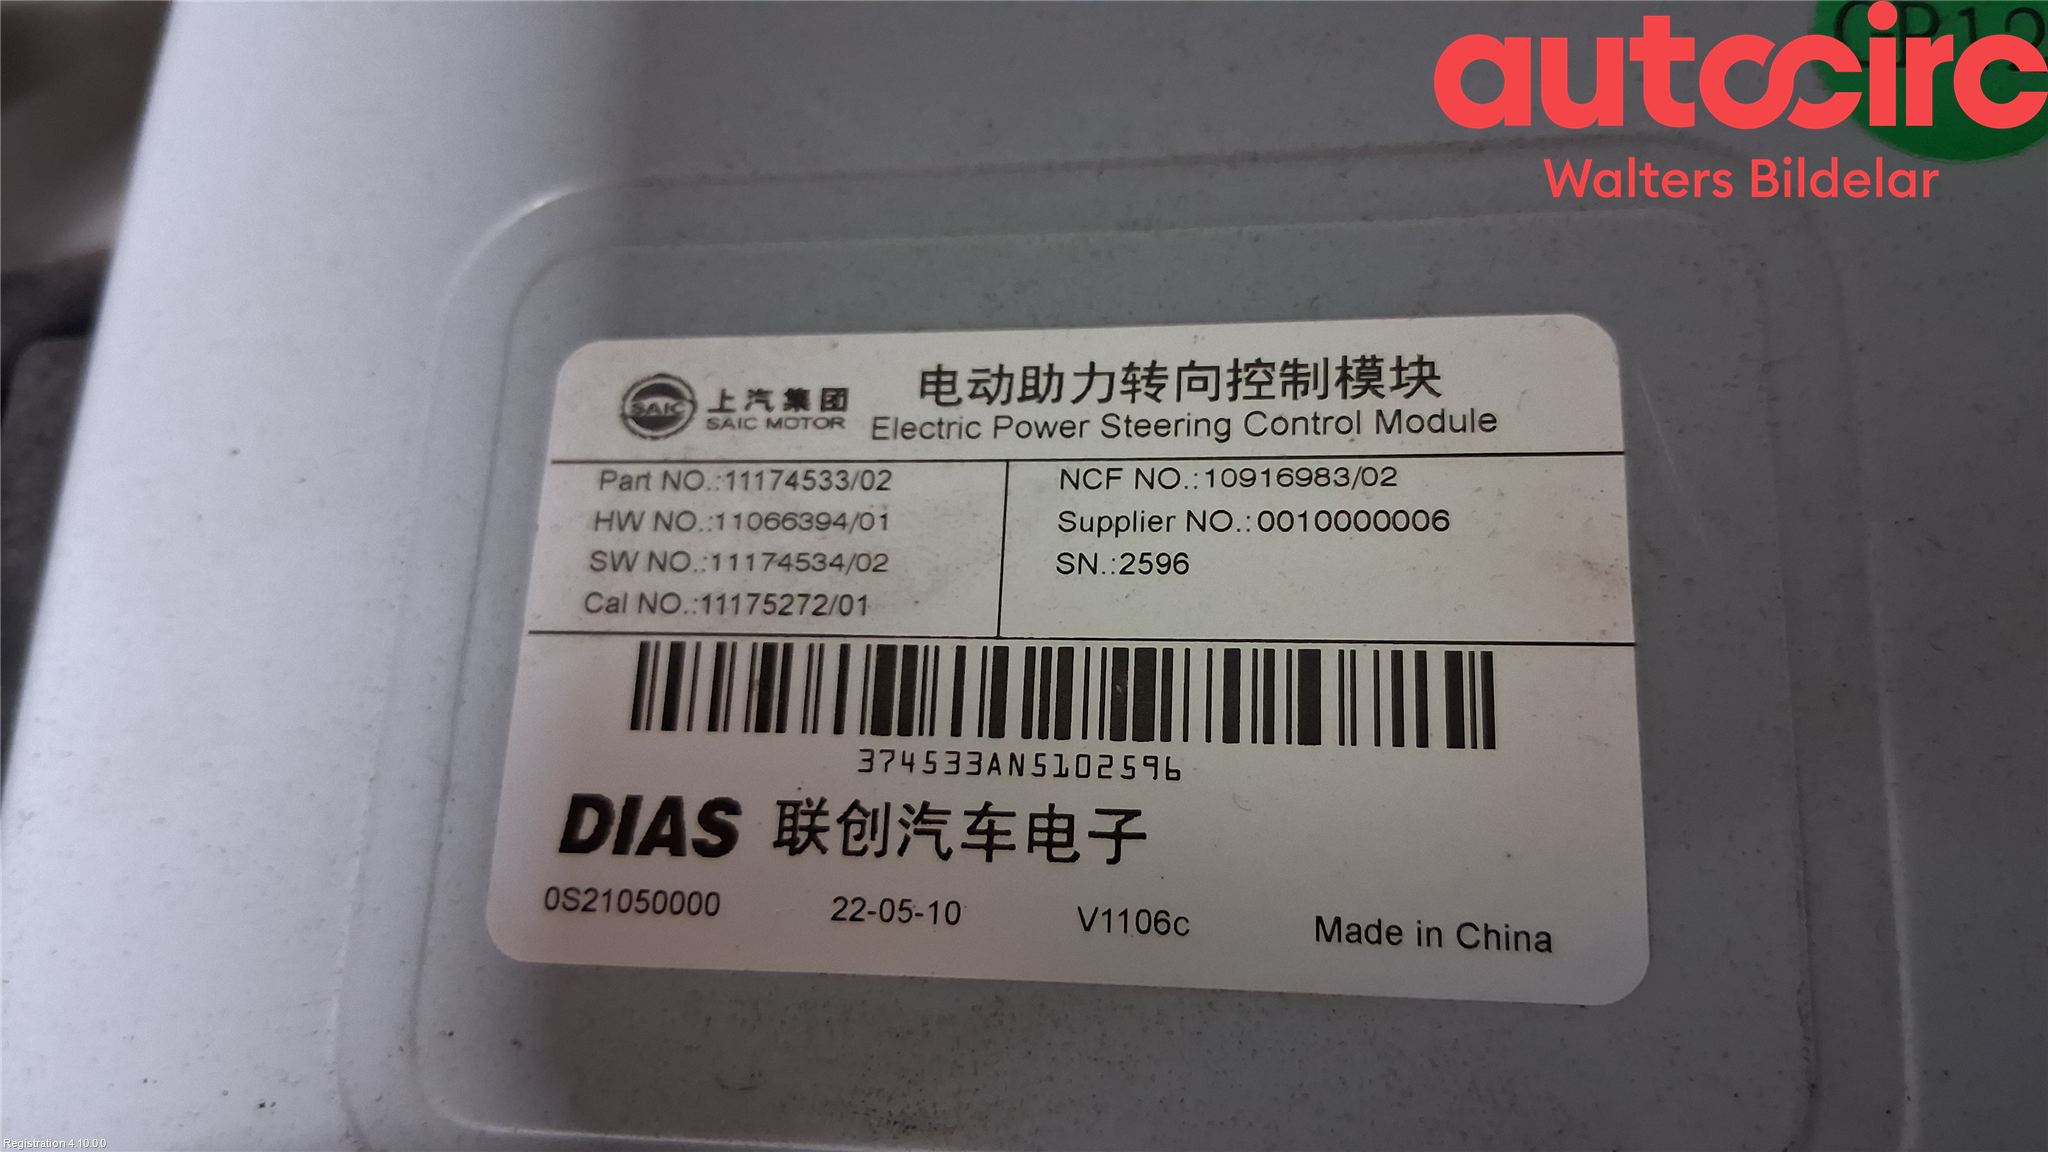 autocirc
Walters Bildelar
SAIC
上汽集团
SAIC MOTOR
电动助力转向控制模块
Electric Power Steering Control Module
Part NO.:11174533/02
HW NO.:11066394/01
SW NO.:11174534/02
Cal NO.:11175272/01
NCF NO.:10916983/02
Supplier NO.:0010000006
SN.:2596
374533AN5102596
DIAS 联创汽车电子
0S21050000 22-05-10 V1106c Made in China
Registration 4.10.0.0